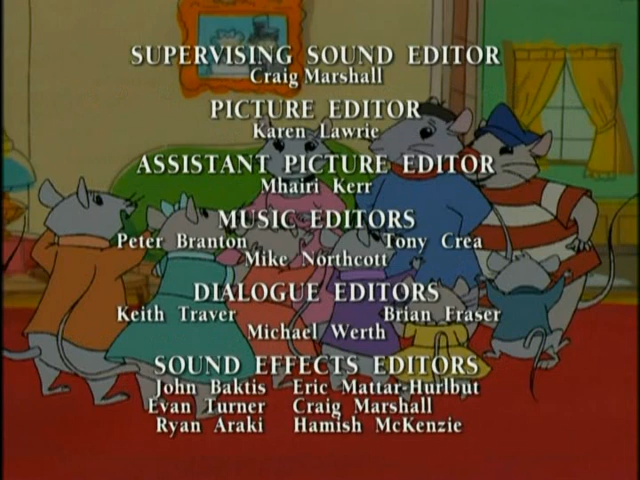 SUPERVISING SOUND EDITOR
Craig Marshall
PICTURE EDITOR
Karen Lawrie
ASSISTANT PICTURE EDITOR
Mhairi Kerr
MUSIC EDITORS
Peter Branton Tony Crea
Mike Northcott
DIALOGUE EDITORS
Keith Traver Brian Fraser
Michael Werth
SOUND EFFECTS EDITORS
John Baktis Eric Mattar-Hurlbut
Evan Turner Craig Marshall
Ryan Araki Hamish McKenzie